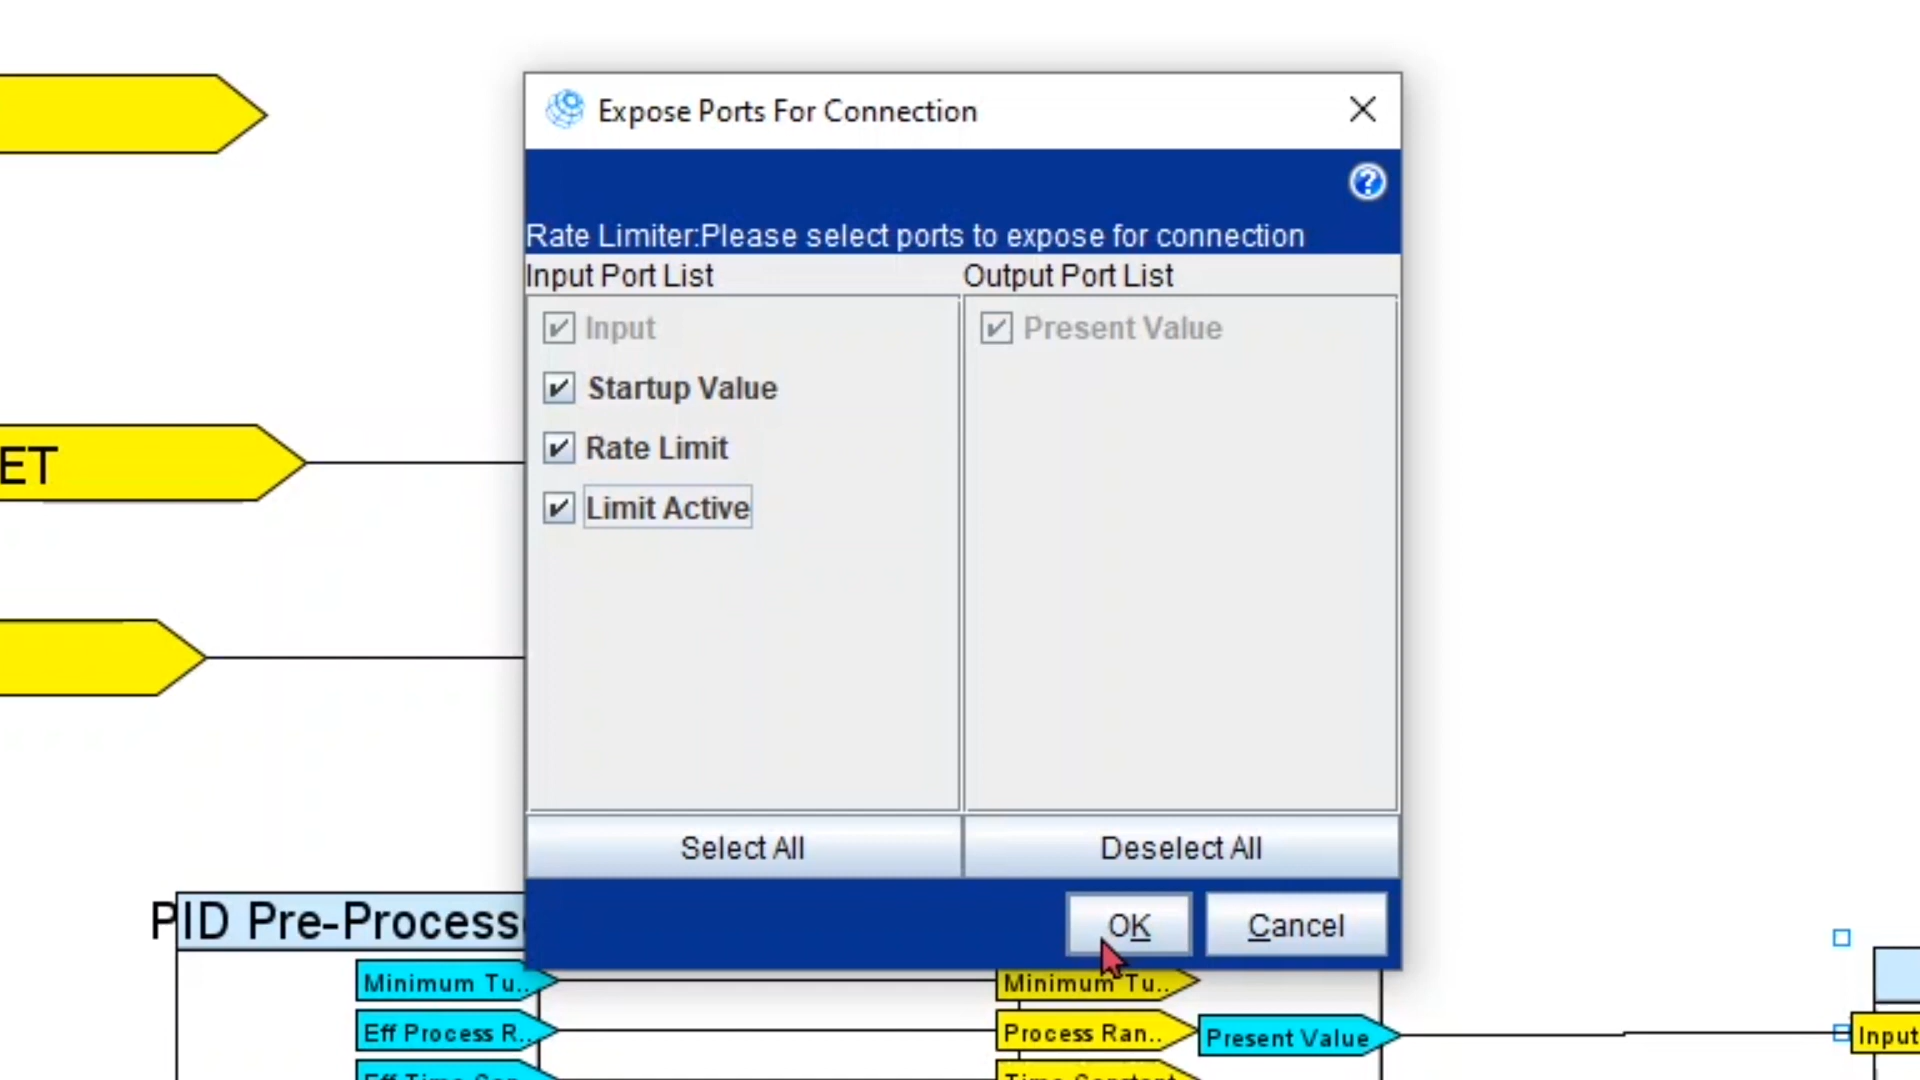 Expose Ports For Connection
Rate Limiter:Please select ports to expose for connection
Input Port List
Output Port List
Input
Present Value
Startup Value
Rate Limit
Limit Active
ET
Select All
Deselect All
OK
Cancel
PID Pre-Process
Minimum Tu..
Minimum Tu..
Eff Process R..
Process Ran..
Present Value
Input
Time Constant